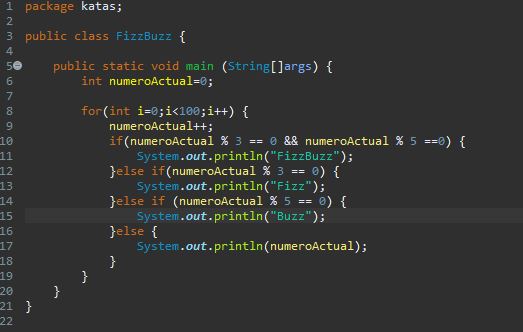 1 package katas;
2
3 public class FizzBuzz {
4
5 public static void main (String[]args) {
6 int numeroActual=0;
7
8 for(int i=0;i<100;i++) {
9 numeroActual++;
10 if(numeroActual % 3 == 0 && numeroActual % 5 ==0) {
11 System.out.println("FizzBuzz");
12 }else if(numeroActual % 3 == 0) {
13 System.out.println("Fizz");
14 }else if (numeroActual % 5 == 0) {
15 System.out.println("Buzz");
16 }else {
17 System.out.println(numeroActual);
18 }
19 }
20 }
21 }
22